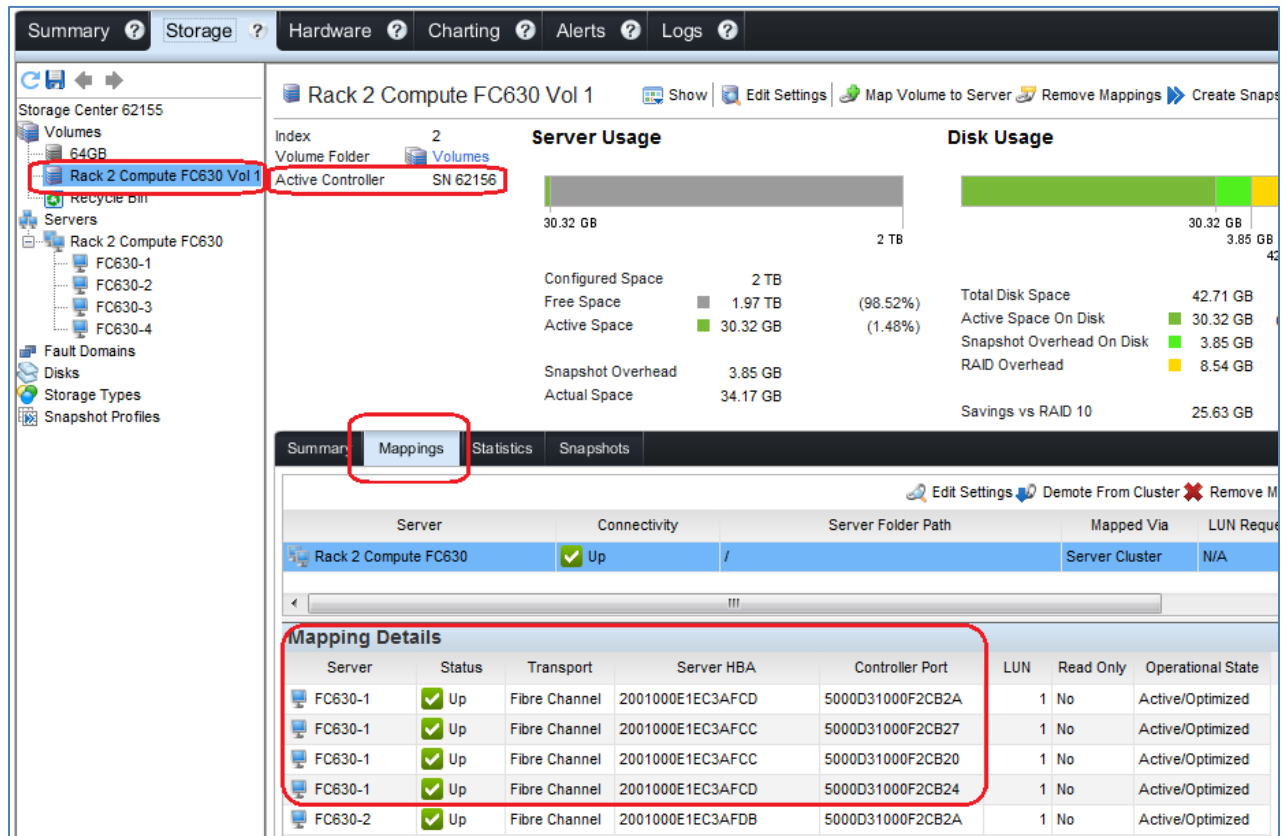 Summary ? Storage ? Hardware ? Charting ? Alerts ? Logs ?
Storage Center 62155
Volumes
64GB
Rack 2 Compute FC630 Vol 1
Recycle Bin
Servers
Rack 2 Compute FC630
FC630-1
FC630-2
FC630-3
FC630-4
Fault Domains
Disks
Storage Types
Snapshot Profiles
Rack 2 Compute FC630 Vol 1 Show Edit Settings Map Volume to Server Remove Mappings Create Snaps
Index 2
Volume Folder Volumes
Active Controller SN 62156
Server Usage
30.32 GB
2 TB
Configured Space 2 TB
Free Space 1.97 TB (98.52%)
Active Space 30.32 GB (1.48%)
Snapshot Overhead 3.85 GB
Actual Space 34.17 GB
Disk Usage
30.32 GB
3.85 GB
42
Total Disk Space 42.71 GB
Active Space On Disk 30.32 GB (
Snapshot Overhead On Disk 3.85 GB
RAID Overhead 8.54 GB
Savings vs RAID 10 25.63 GB
Summary Mappings Statistics Snapshots
Edit Settings Demote From Cluster Remove M
Server Connectivity Server Folder Path Mapped Via LUN Reque
Rack 2 Compute FC630 Up / Server Cluster N/A
Mapping Details
Server Status Transport Server HBA Controller Port LUN Read Only Operational State
FC630-1 Up Fibre Channel 2001000E1EC3AFCD 5000D31000F2CB2A 1 No Active/Optimized
FC630-1 Up Fibre Channel 2001000E1EC3AFCC 5000D31000F2CB27 1 No Active/Optimized
FC630-1 Up Fibre Channel 2001000E1EC3AFCC 5000D31000F2CB20 1 No Active/Optimized
FC630-1 Up Fibre Channel 2001000E1EC3AFCD 5000D31000F2CB24 1 No Active/Optimized
FC630-2 Up Fibre Channel 2001000E1EC3AFDB 5000D31000F2CB2A 1 No Active/Optimized